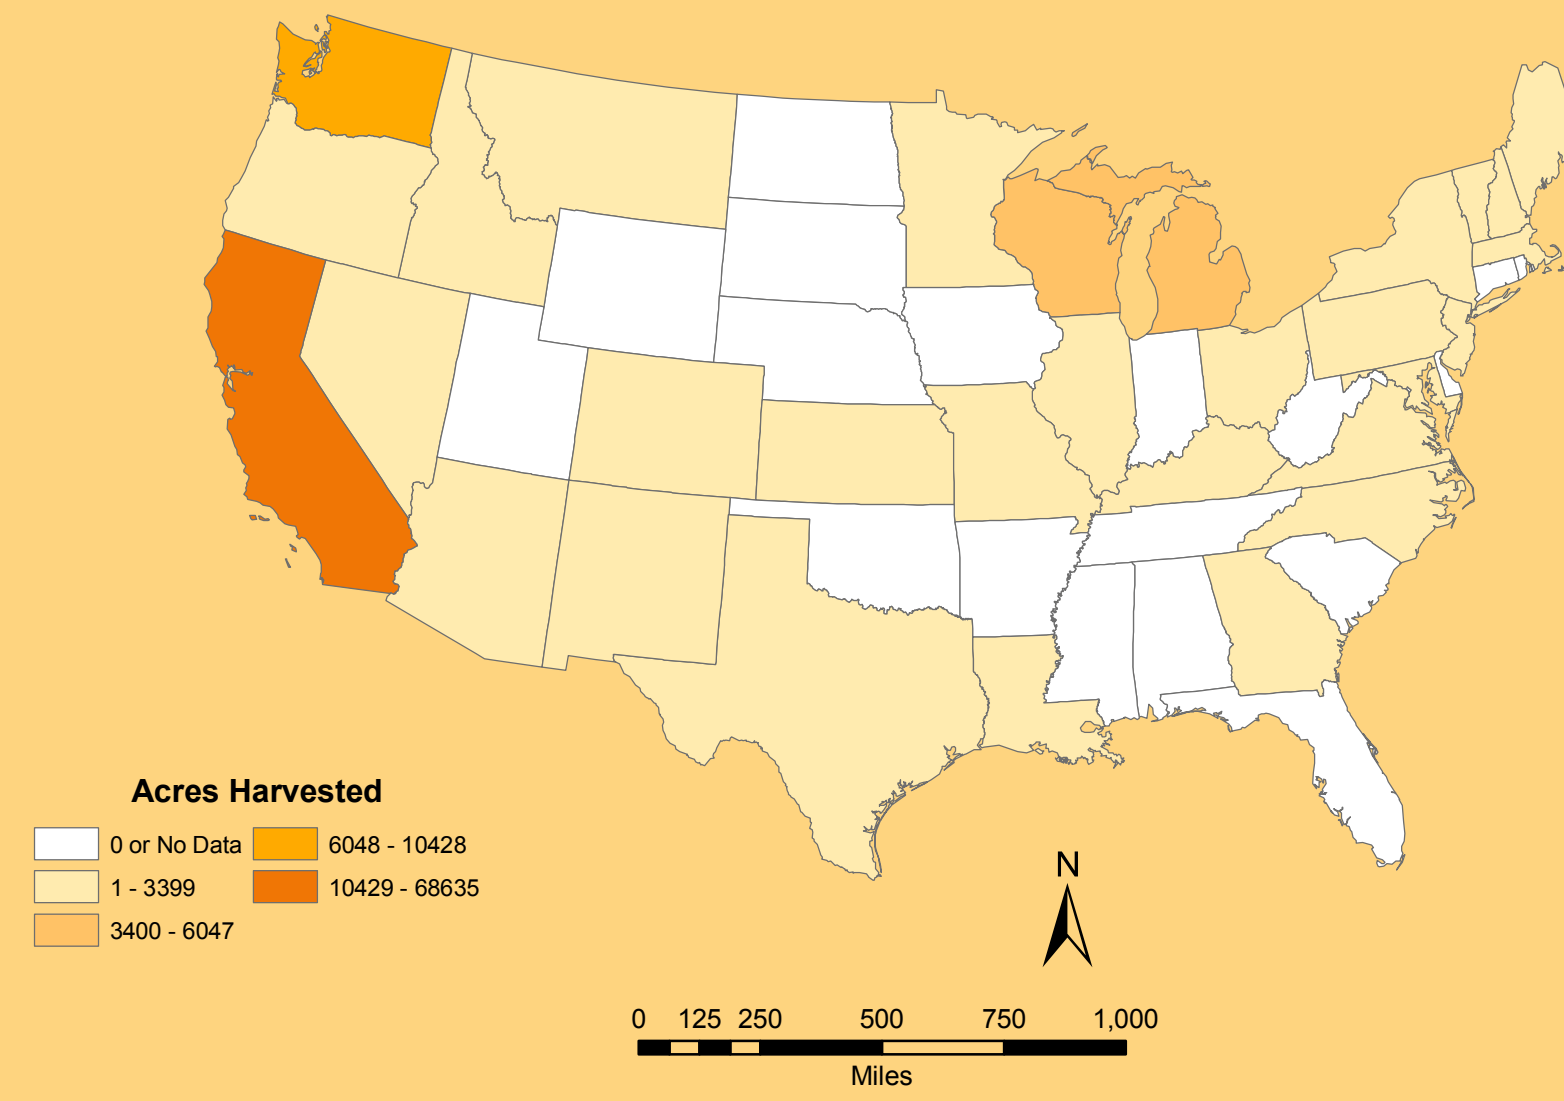 Acres Harvested
0 or No Data
6048 - 10428
1 - 3399
10429 - 68635
3400 - 6047
N
0 125 250 500 750 1,000
Miles